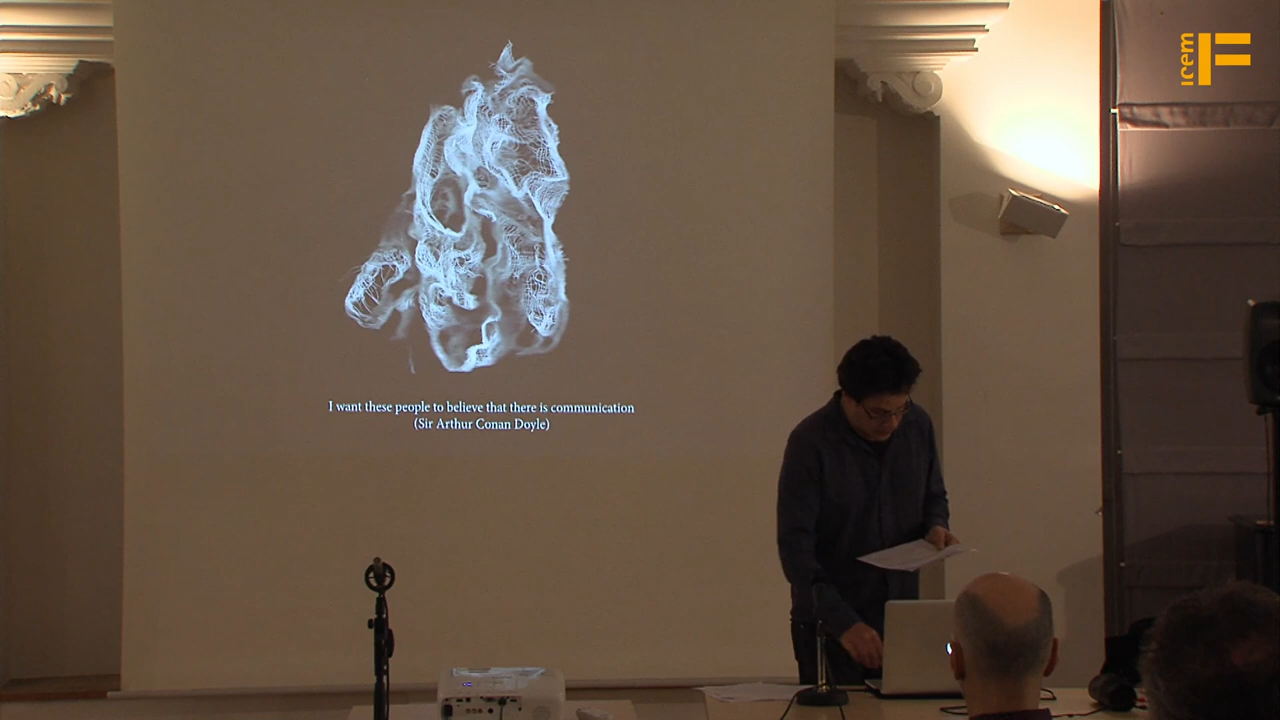 icem
F
I want these people to believe that there is communication
(Sir Arthur Conan Doyle)